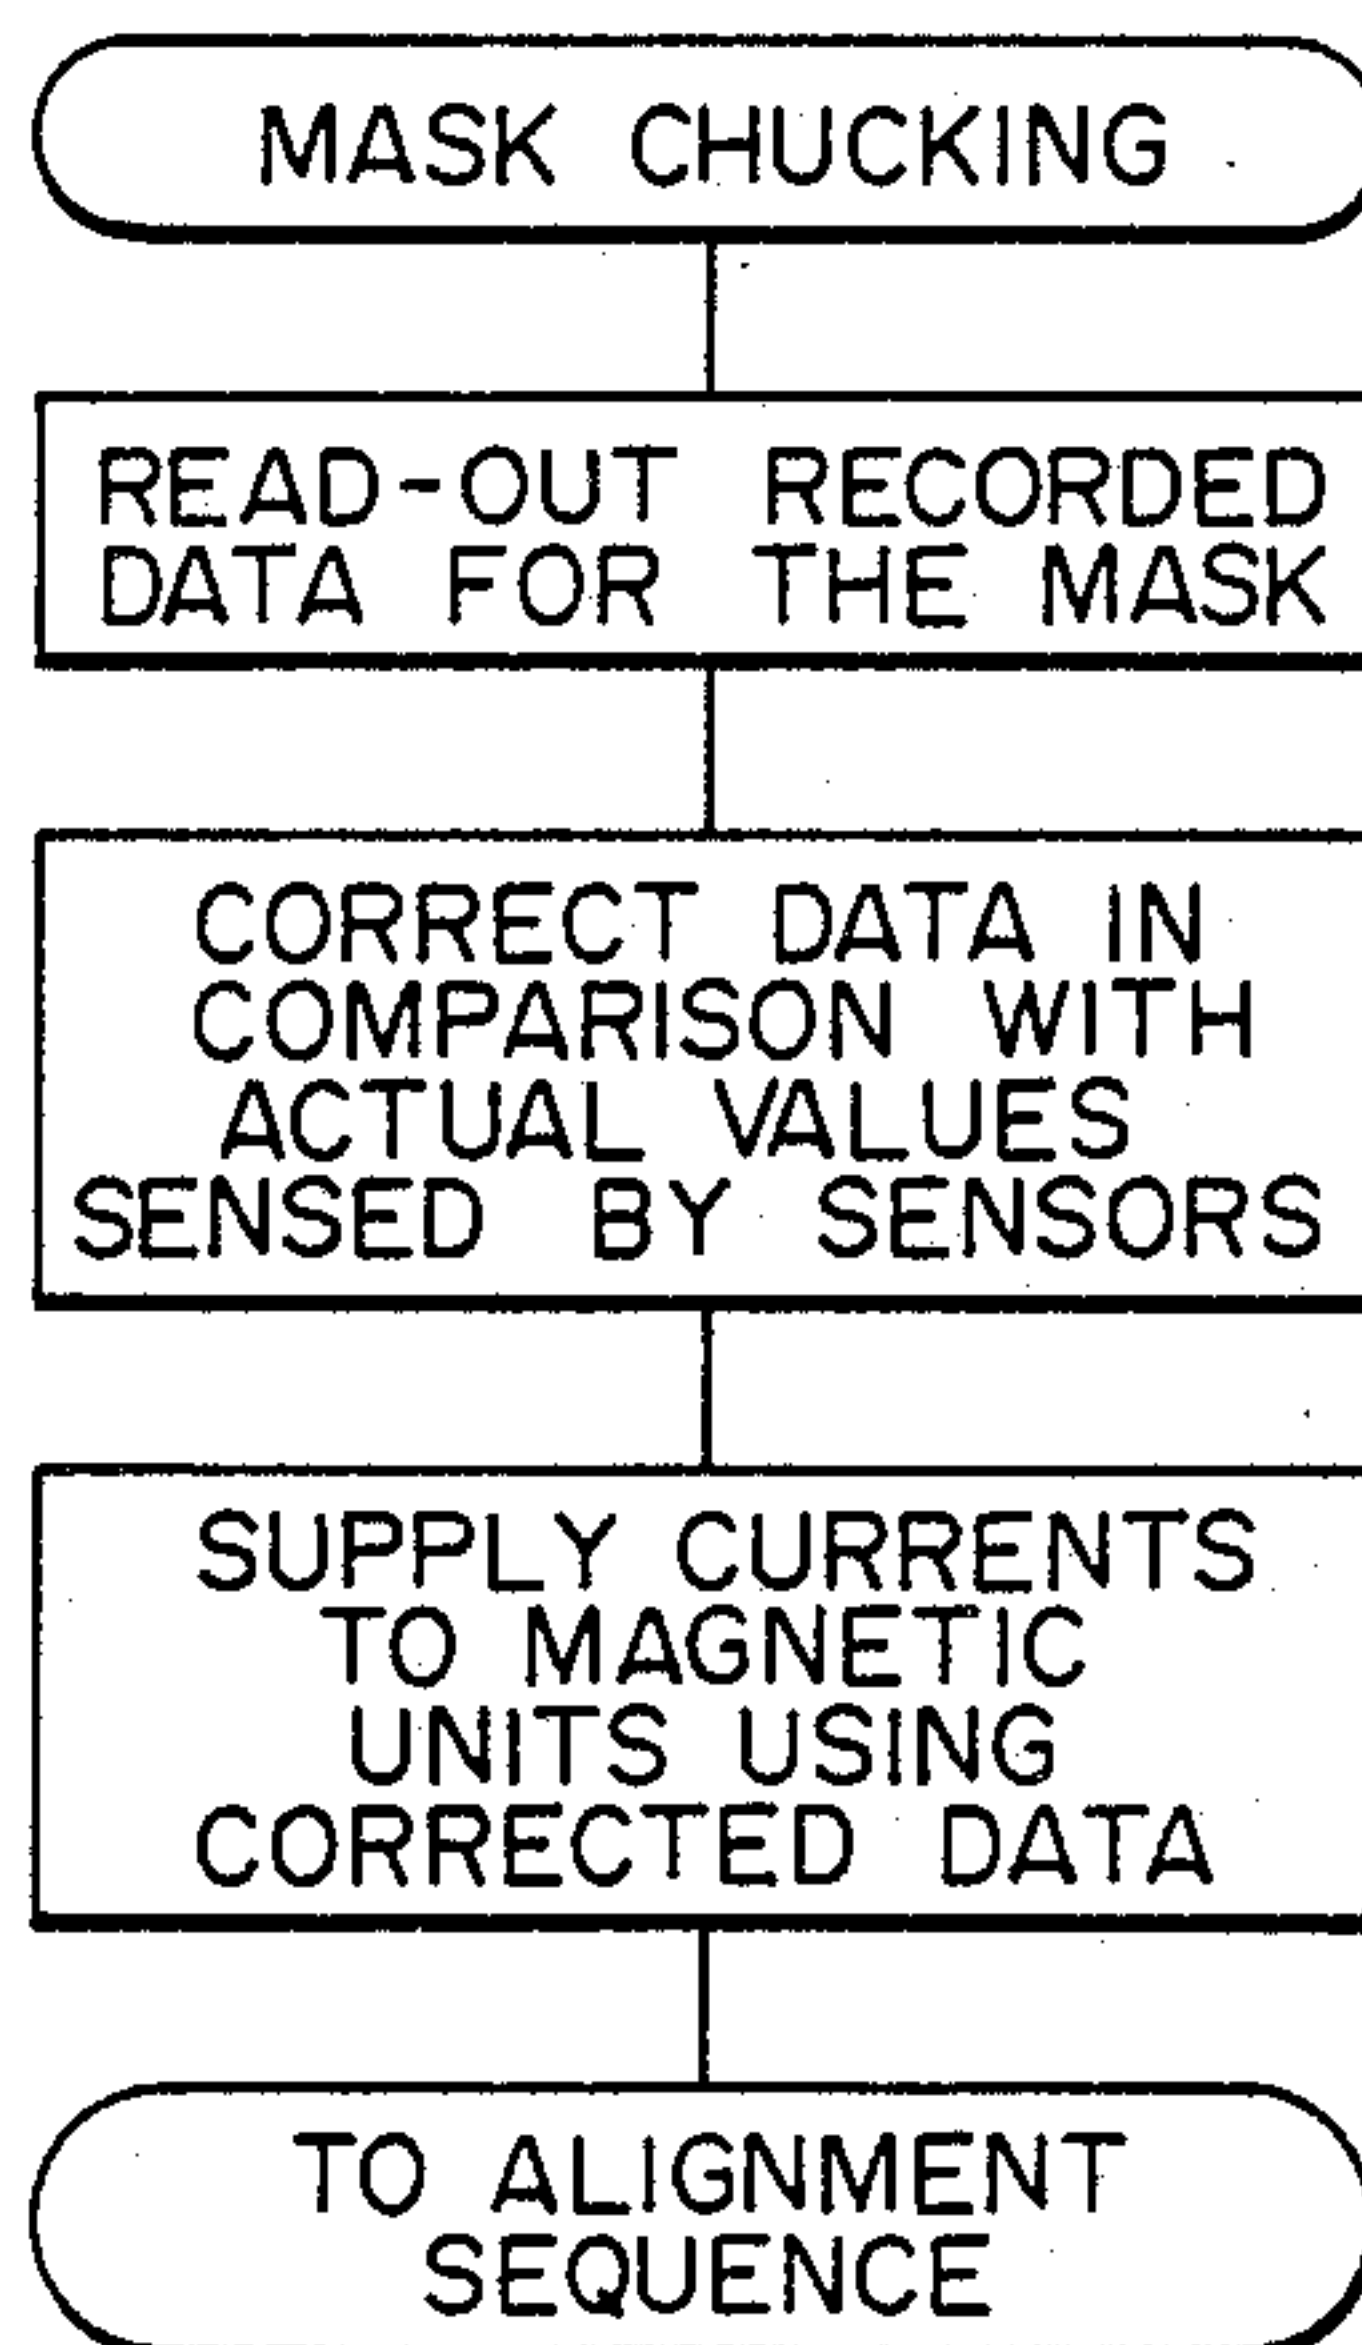 MASK CHUCKING
READ-OUT RECORDED
DATA FOR THE MASK
CORRECT DATA IN
COMPARISON WITH
ACTUAL VALUES
SENSED BY SENSORS
SUPPLY CURRENTS
TO MAGNETIC
UNITS USING
CORRECTED DATA
TO ALIGNMENT
SEQUENCE